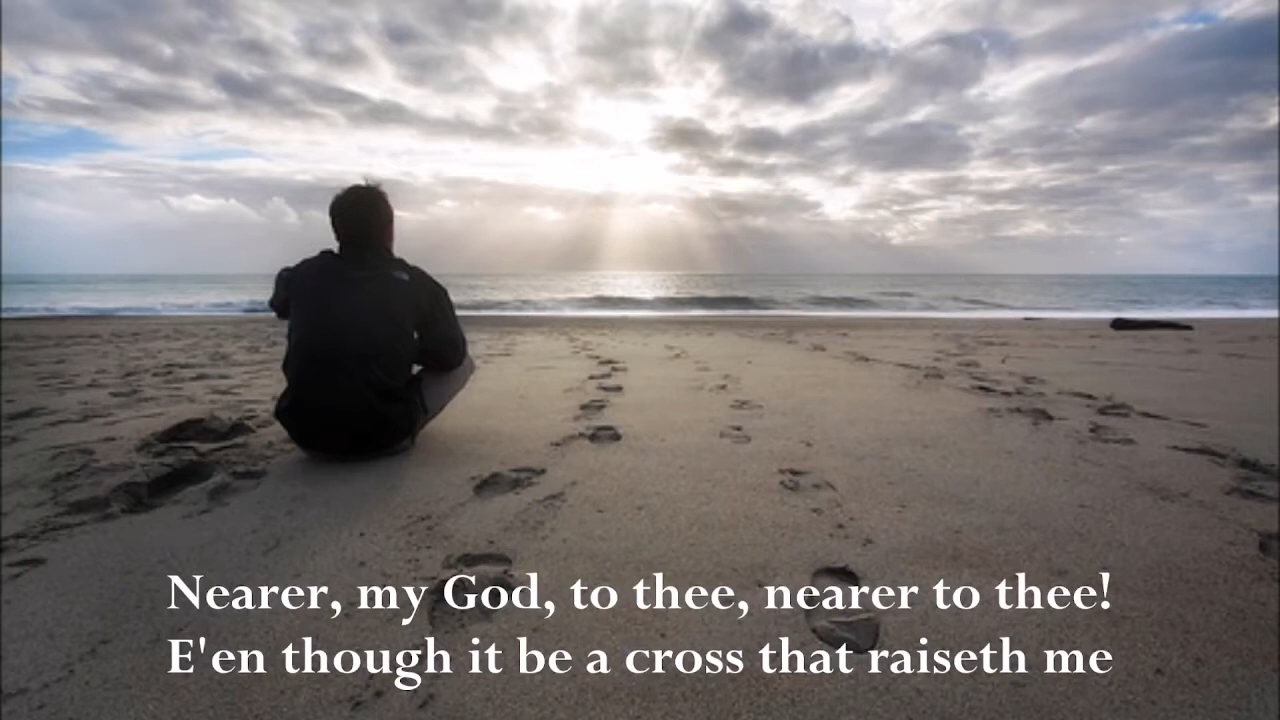 Nearer, my God, to thee, nearer to thee!
E'en though it be a cross that raiseth me